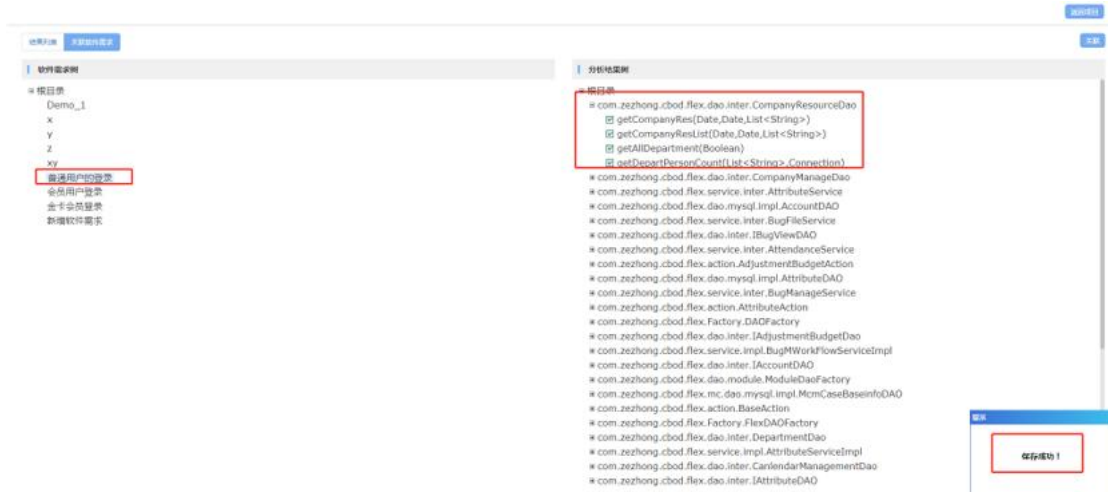 返回项目
结果列表 关联软件需求
关联
软件需求树
根目录
Demo_1
x
y
z
xy
普通用户的登录
会员用户登录
金卡会员登录
新增软件需求
分析结果树
根目录
com.zezhong.cbod.flex.dao.inter.CompanyResourceDao
getCompanyRes(Date,Date,List<String>)
getCompanyResList(Date,Date,List<String>)
getAllDepartment(Boolean)
getDepartPersonCount(List<String>,Connection)
com.zezhong.cbod.flex.dao.inter.CompanyManageDao
com.zezhong.cbod.flex.service.inter.AttributeService
com.zezhong.cbod.flex.dao.mysql.impl.AccountDAO
com.zezhong.cbod.flex.service.inter.BugFileService
com.zezhong.cbod.flex.dao.inter.IBugViewDAO
com.zezhong.cbod.flex.service.inter.AttendanceService
com.zezhong.cbod.flex.action.AdjustmentBudgetAction
com.zezhong.cbod.flex.dao.mysql.impl.AttributeDAO
com.zezhong.cbod.flex.service.inter.BugManageService
com.zezhong.cbod.flex.action.AttributeAction
com.zezhong.cbod.flex.Factory.DAOFactory
com.zezhong.cbod.flex.dao.inter.IAdjustmentBudgetDao
com.zezhong.cbod.flex.service.impl.BugMWorkFlowServiceImpl
com.zezhong.cbod.flex.dao.inter.IAccountDAO
com.zezhong.cbod.flex.dao.module.ModuleDaoFactory
com.zezhong.cbod.flex.mc.dao.mysql.impl.McmCaseBaseinfoDAO
com.zezhong.cbod.flex.action.BaseAction
com.zezhong.cbod.flex.Factory.FlexDAOFactory
com.zezhong.cbod.flex.dao.inter.DepartmentDao
com.zezhong.cbod.flex.service.impl.AttributeServiceImpl
com.zezhong.cbod.flex.dao.inter.CanlendarManagementDao
com.zezhong.cbod.flex.dao.inter.IAttributeDAO
提示
保存成功！